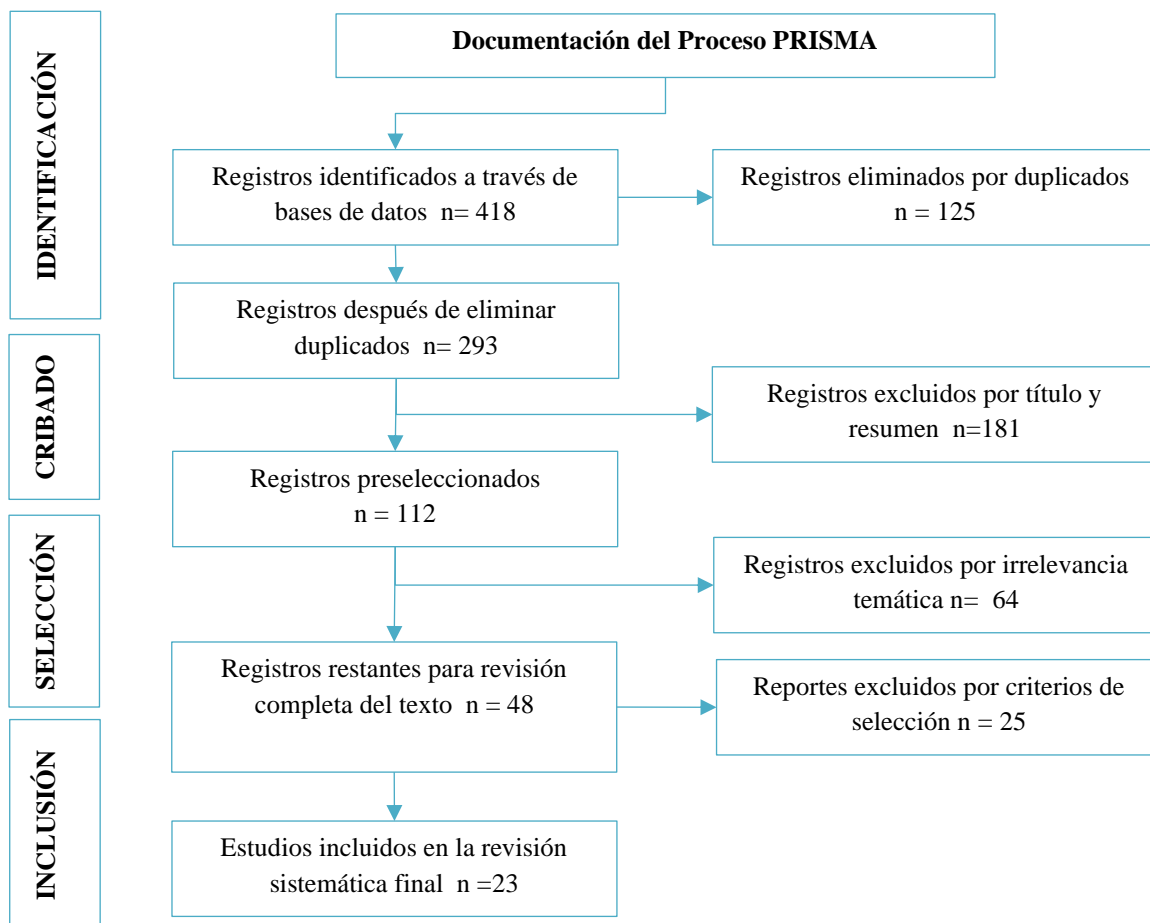 Documentación del Proceso PRISMA
IDENTIFICACIÓN
Registros identificados a través de
bases de datos n= 418
Registros eliminados por duplicados
n = 125
Registros después de eliminar
duplicados n= 293
CRIBADO
Registros excluidos por título y
resumen n=181
Registros preseleccionados
n = 112
SELECCIÓN
Registros excluidos por irrelevancia
temática n= 64
Registros restantes para revisión
completa del texto n = 48
Reportes excluidos por criterios de
selección n = 25
INCLUSIÓN
Estudios incluidos en la revisión
sistemática final n =23